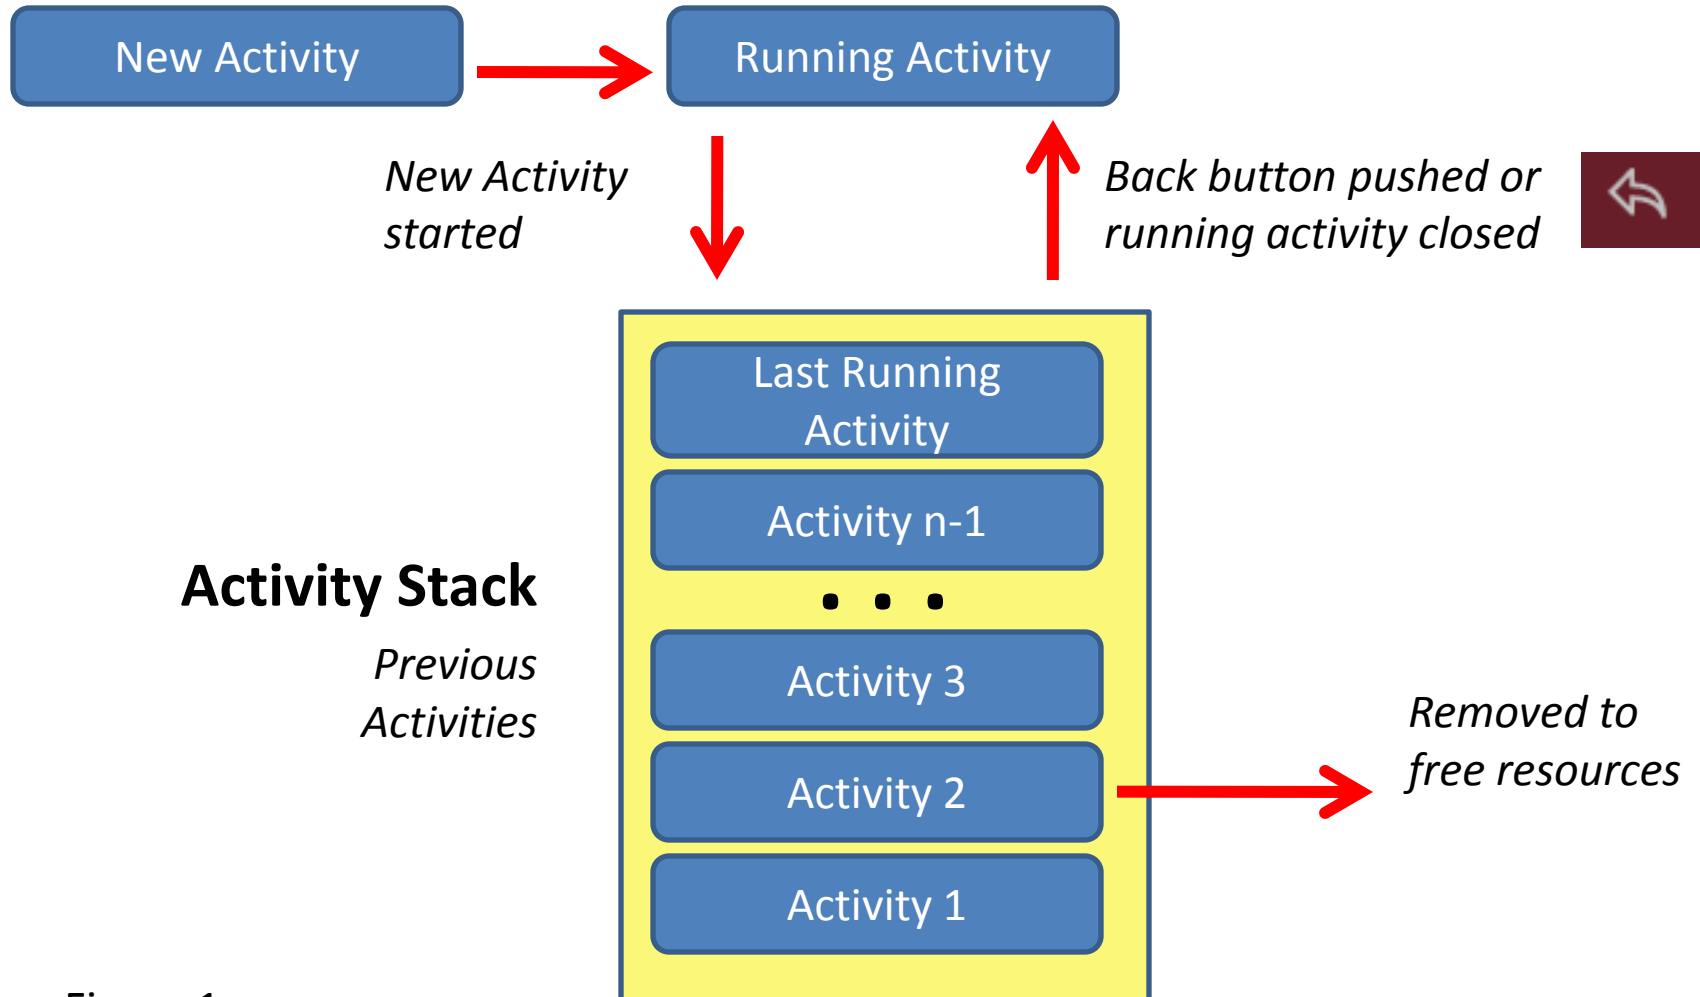 New Activity
Running Activity
New Activity
started
Back button pushed or
running activity closed
Last Running
Activity
Activity n-1
Activity Stack
. . .
Previous
Activities
Activity 3
Removed to
free resources
Activity 2
Activity 1